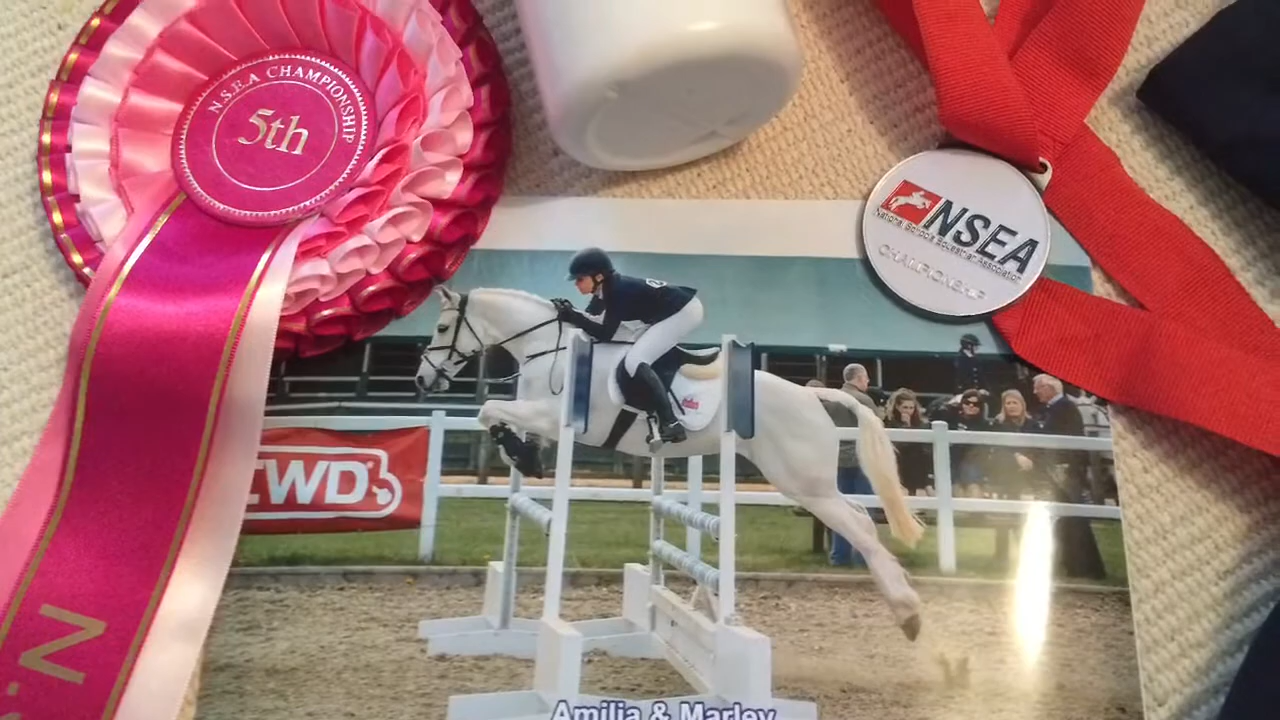 N.S.E.A CHAMPIONSHIP
5th
NSEA
National Schools Equestrian Association
CHAMPIONSHIP
WD
N
Amilia & Marley